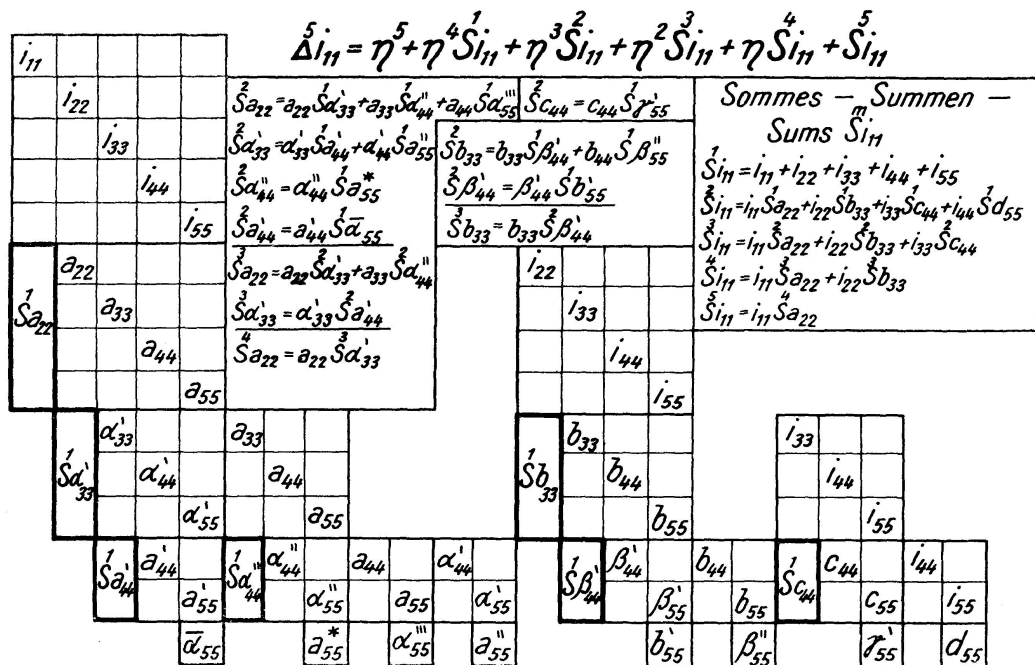 Δ⁵i₁₁ = η⁵ + η⁴S¹i₁₁ + η³S²i₁₁ + η²S³i₁₁ + ηS⁴i₁₁ + S⁵i₁₁
i₁₁
i₂₂
i₃₃
i₄₄
i₅₅
S²a₂₂ = a₂₂S¹α'₃₃ + a₃₃S¹α''₄₄ + a₄₄S¹α'''₅₅
S²α'₃₃ = α'₃₃S¹a'₄₄ + α'₄₄S¹a''₅₅
S²α''₄₄ = α''₄₄S¹a*₅₅
S²a'₄₄ = a'₄₄S¹ᾱ₅₅
S³a₂₂ = a₂₂S²α'₃₃ + a₃₃S²α''₄₄
S³α'₃₃ = α'₃₃S²a'₄₄
S⁴a₂₂ = a₂₂S³α'₃₃
S²c₄₄ = c₄₄S¹γ'₅₅
S²b₃₃ = b₃₃S¹β'₄₄ + b₄₄S¹β''₅₅
S²β'₄₄ = β'₄₄S¹b'₅₅
S³b₃₃ = b₃₃S²β'₄₄
Sommes – Summen –
Sums Sᵐi₁₁
S¹i₁₁ = i₁₁ + i₂₂ + i₃₃ + i₄₄ + i₅₅
S²i₁₁ = i₁₁S¹a₂₂ + i₂₂S¹b₃₃ + i₃₃S¹c₄₄ + i₄₄S¹d₅₅
S³i₁₁ = i₁₁S²a₂₂ + i₂₂S²b₃₃ + i₃₃S²c₄₄
S⁴i₁₁ = i₁₁S³a₂₂ + i₂₂S³b₃₃
S⁵i₁₁ = i₁₁S⁴a₂₂
S¹a₂₂
a₂₂
a₃₃
a₄₄
a₅₅
i₂₂
i₃₃
i₄₄
i₅₅
S¹α'₃₃
α'₃₃ a₃₃
α'₄₄ a₄₄
α'₅₅ a₅₅
S¹b₃₃
b₃₃
b₄₄
b₅₅
i₃₃
i₄₄
i₅₅
S¹a'₄₄ a'₄₄ S¹α''₄₄ α''₄₄ a₄₄ α'₄₄ S¹β'₄₄ β'₄₄ b₄₄ S¹c₄₄ c₄₄ i₄₄
a'₅₅ α''₅₅ a₅₅ α'₅₅ β'₅₅ b₅₅ c₅₅ i₅₅
ᾱ₅₅ a*₅₅ α'''₅₅ a''₅₅ b'₅₅ β''₅₅ γ'₅₅ d₅₅